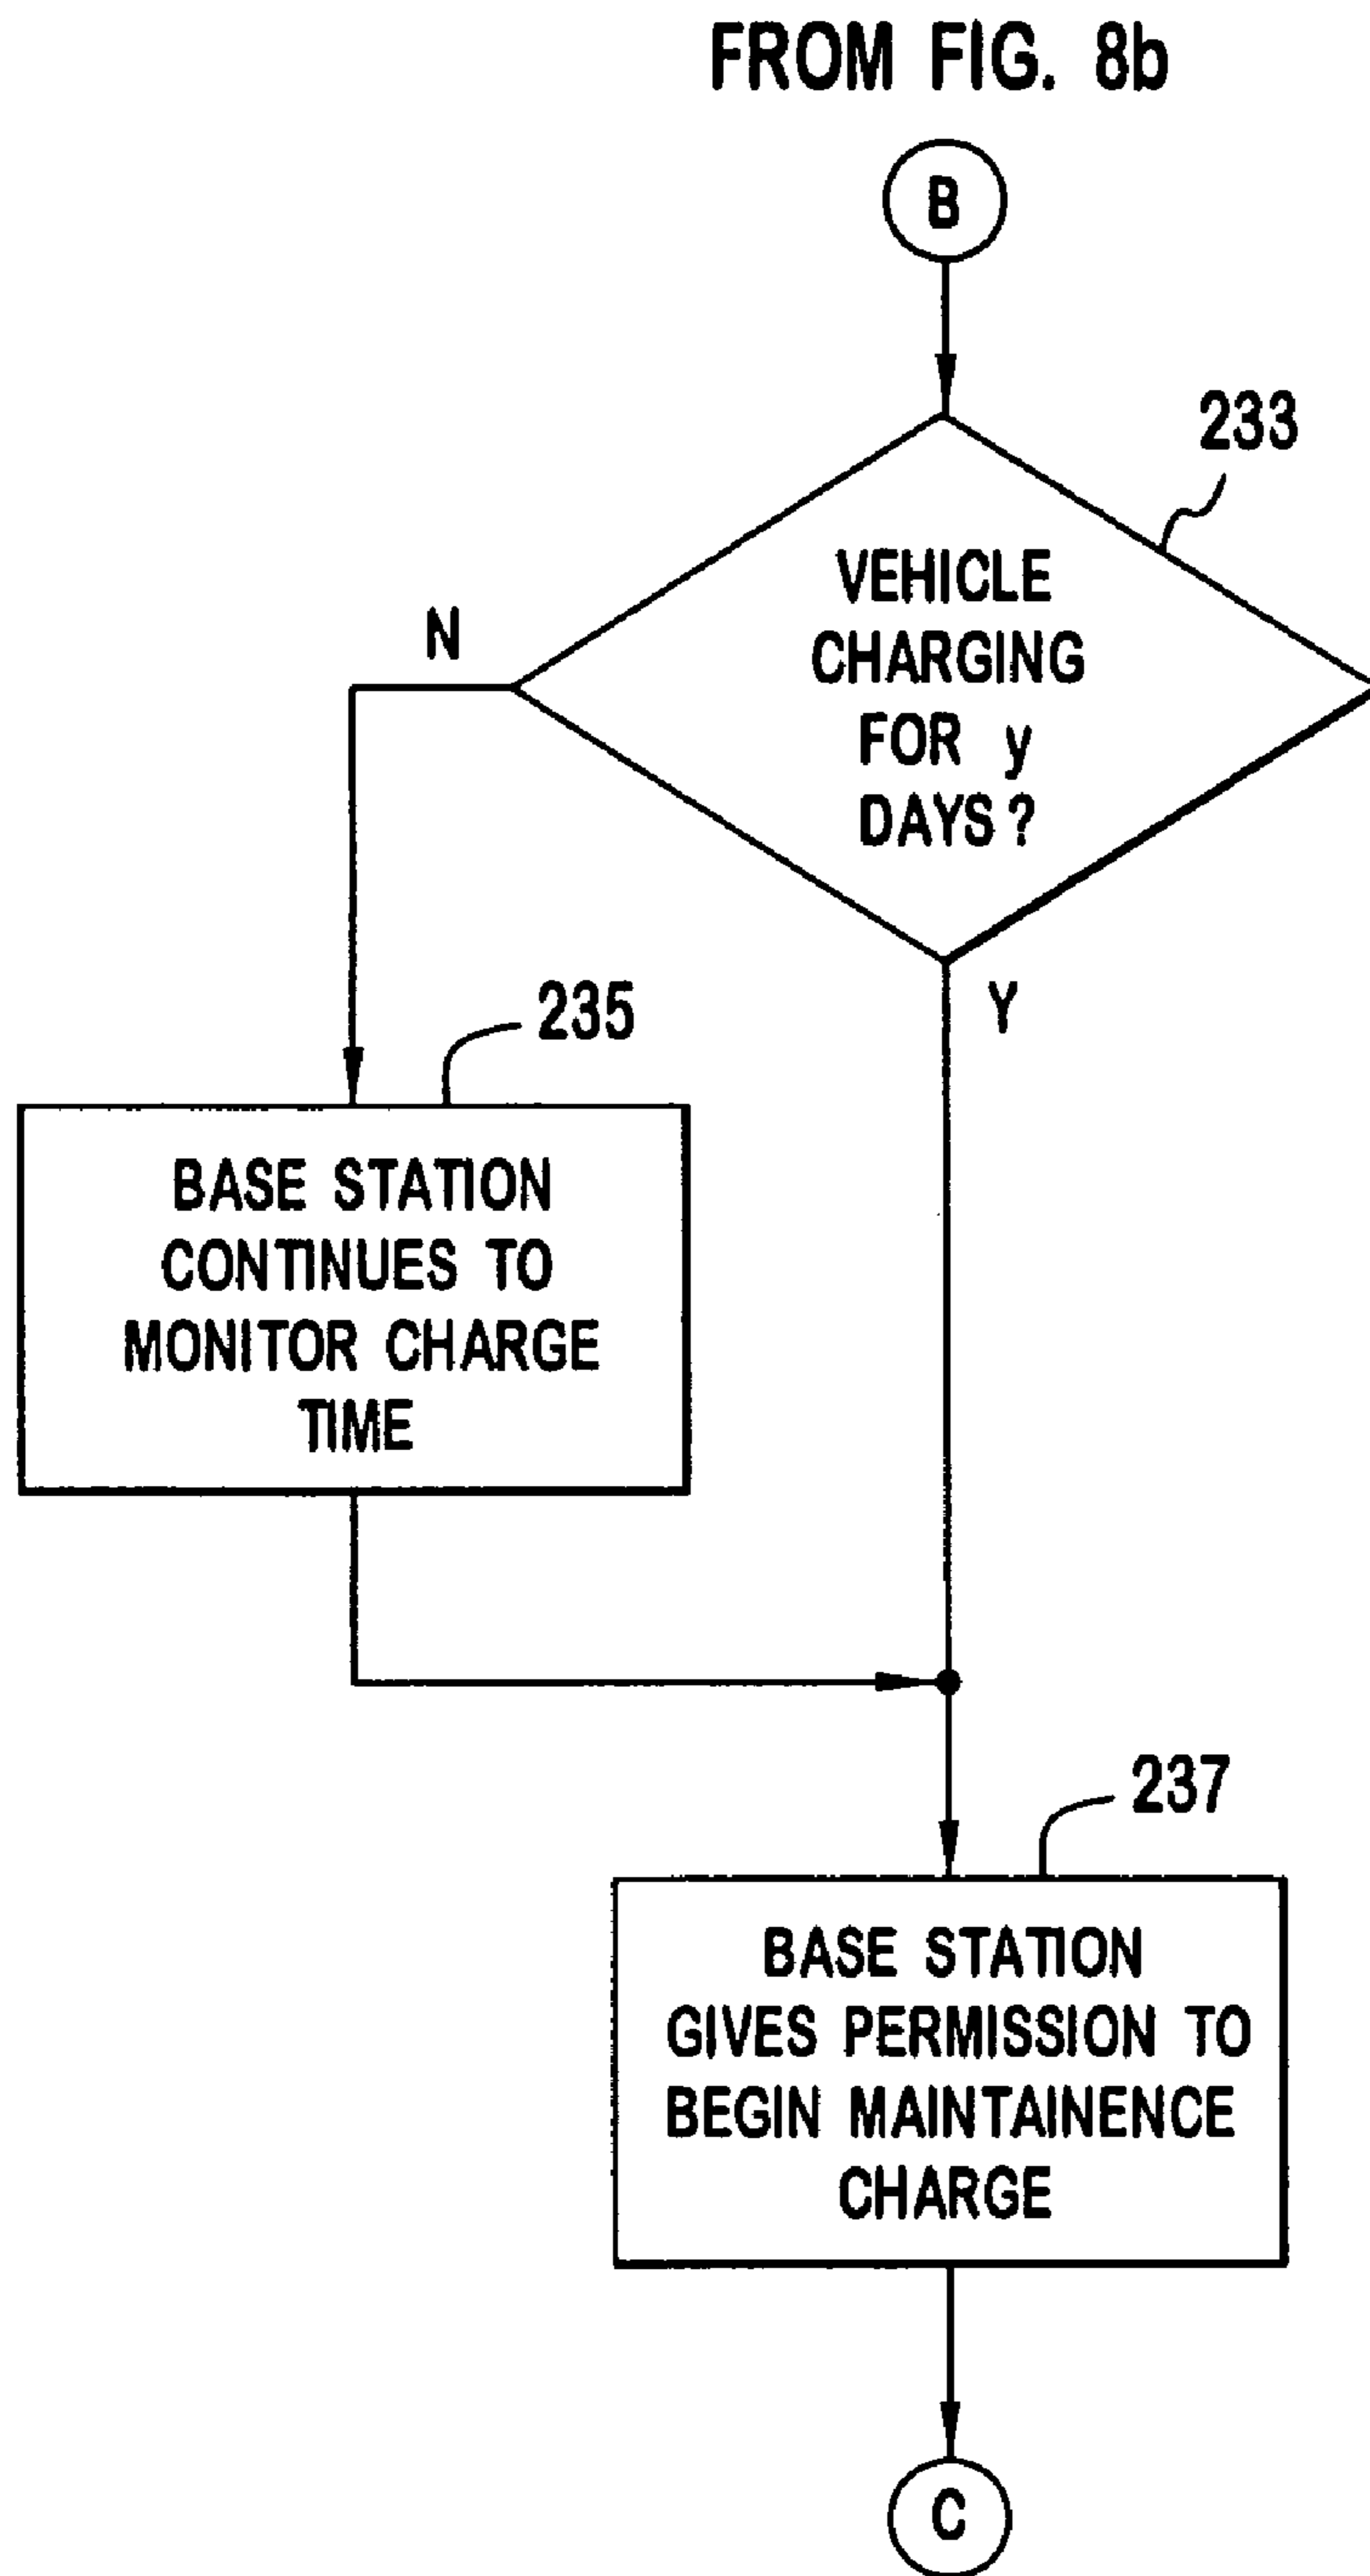 FROM FIG. 8b
B
233
VEHICLE
CHARGING
FOR y
DAYS?
N
Y
235
BASE STATION
CONTINUES TO
MONITOR CHARGE
TIME
237
BASE STATION
GIVES PERMISSION TO
BEGIN MAINTAINENCE
CHARGE
C